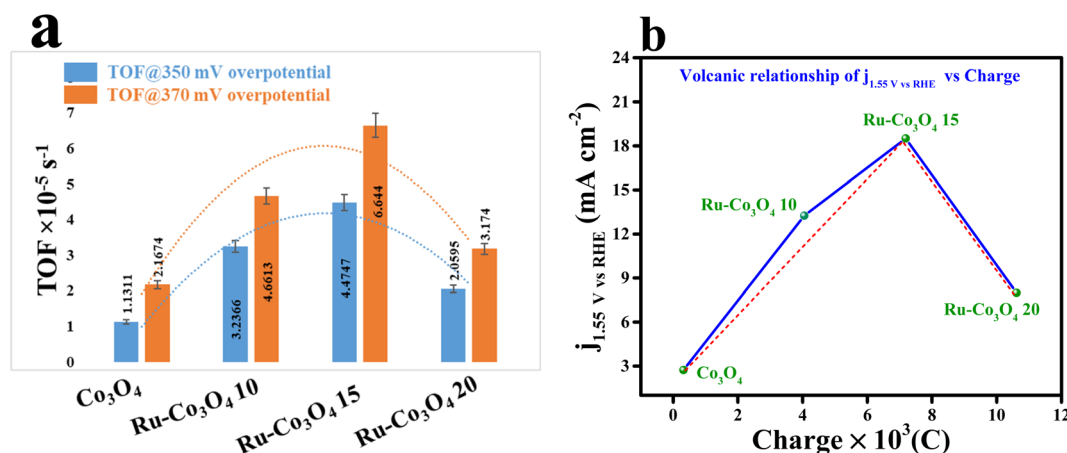 a
TOF@350 mV overpotential
TOF@370 mV overpotential
TOF ×10⁻⁵ s⁻¹
7
6
5
4
3
2
1
0
1.1311
2.1674
3.2366
4.6613
4.4747
6.644
2.0595
3.174
Co₃O₄
Ru-Co₃O₄ 10
Ru-Co₃O₄ 15
Ru-Co₃O₄ 20
b
Volcanic relationship of j₁.₅₅ V vs RHE vs Charge
j₁.₅₅ V vs RHE (mA cm⁻²)
24
21
18
15
12
9
6
3
Ru-Co₃O₄ 15
Ru-Co₃O₄ 10
Ru-Co₃O₄ 20
Co₃O₄
0 2 4 6 8 10 12
Charge × 10³(C)